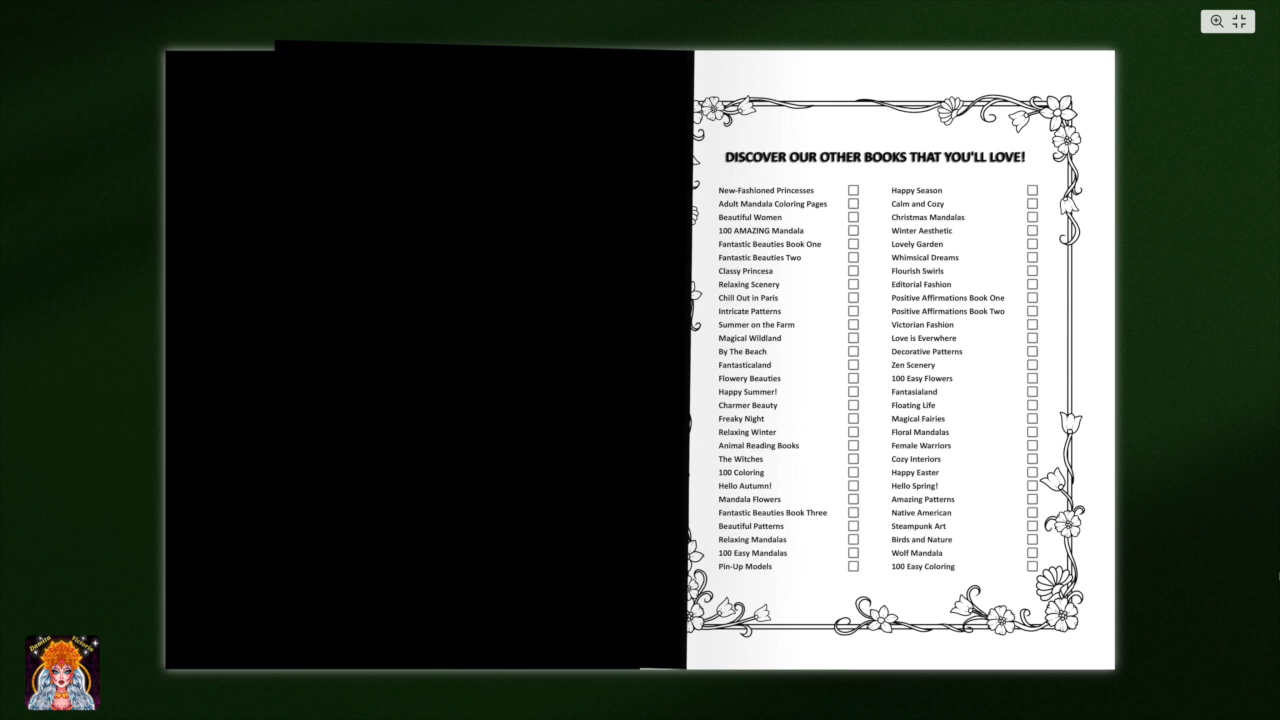 DISCOVER OUR OTHER BOOKS THAT YOU'LL LOVE!
New-Fashioned Princesses
Adult Mandala Coloring Pages
Beautiful Women
100 AMAZING Mandala
Fantastic Beauties Book One
Fantastic Beauties Two
Classy Princesa
Relaxing Scenery
Chill Out in Paris
Intricate Patterns
Summer on the Farm
Magical Wildland
By The Beach
Fantasticaland
Flowery Beauties
Happy Summer!
Charmer Beauty
Freaky Night
Relaxing Winter
Animal Reading Books
The Witches
100 Coloring
Hello Autumn!
Mandala Flowers
Fantastic Beauties Book Three
Beautiful Patterns
Relaxing Mandalas
100 Easy Mandalas
Pin-Up Models
Happy Season
Calm and Cozy
Christmas Mandalas
Winter Aesthetic
Lovely Garden
Whimsical Dreams
Flourish Swirls
Editorial Fashion
Positive Affirmations Book One
Positive Affirmations Book Two
Victorian Fashion
Love is Everywhere
Decorative Patterns
Zen Scenery
100 Easy Flowers
Fantasialand
Floating Life
Magical Fairies
Floral Mandalas
Female Warriors
Cozy Interiors
Happy Easter
Hello Spring!
Amazing Patterns
Native American
Steampunk Art
Birds and Nature
Wolf Mandala
100 Easy Coloring
Victoria